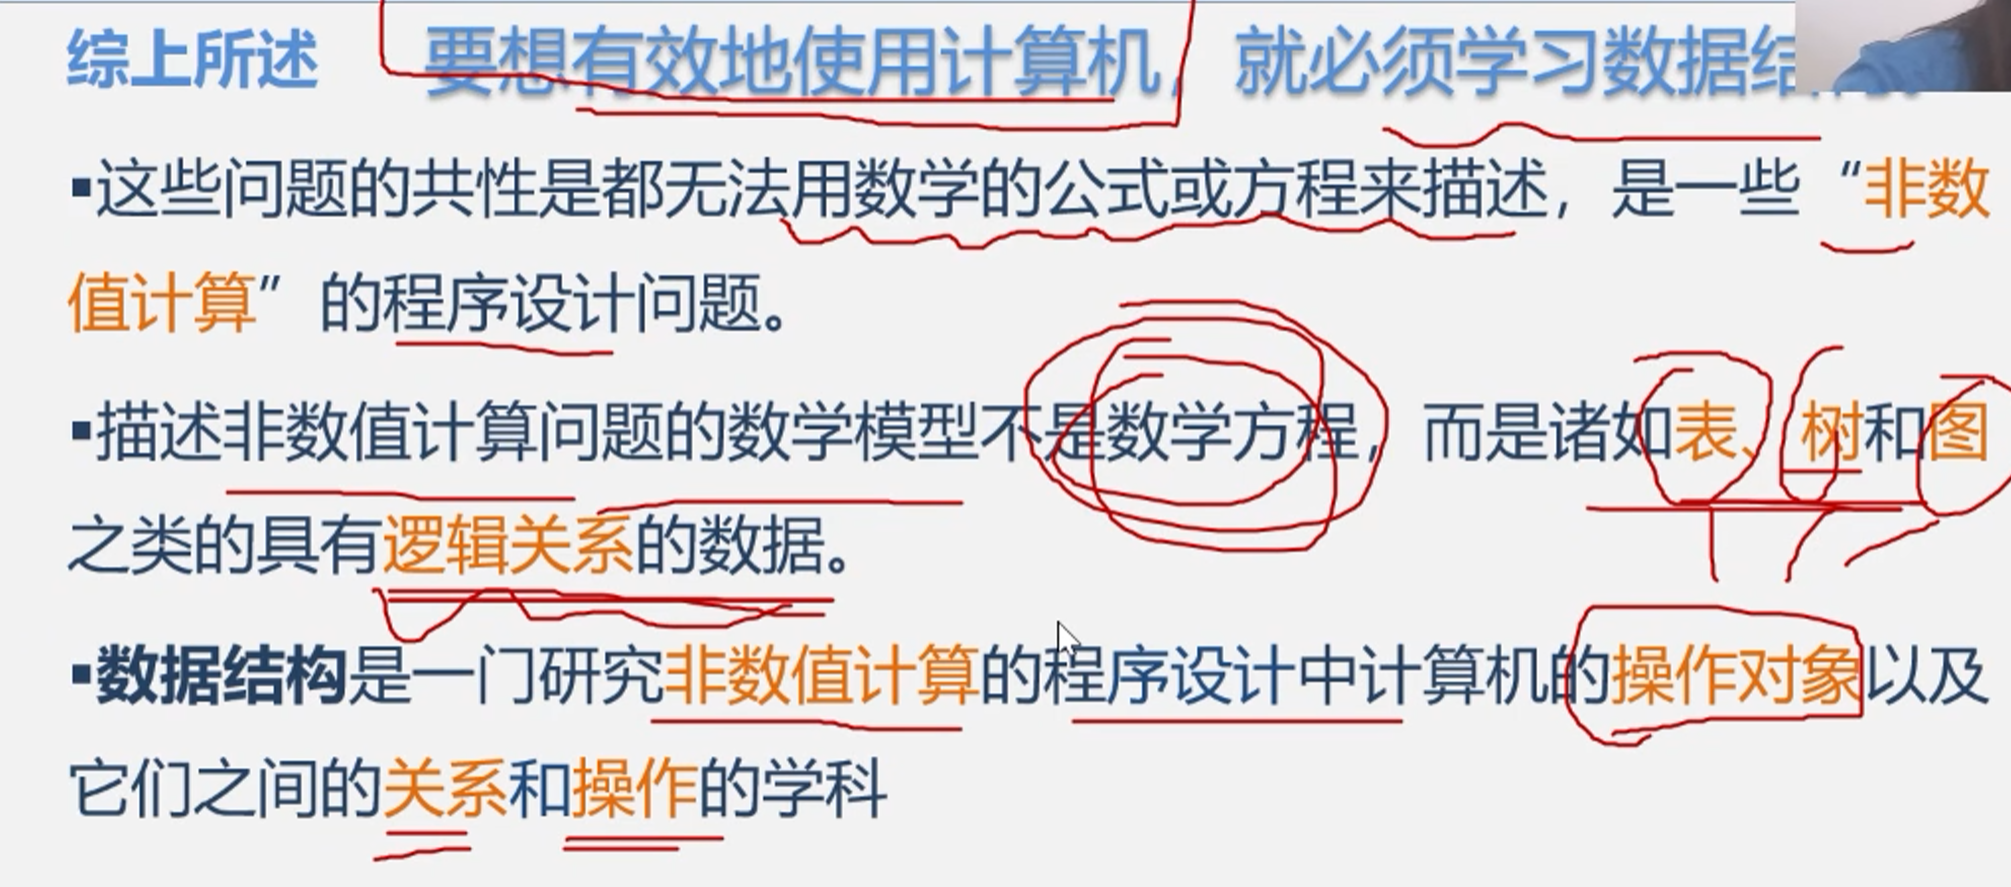 综上所述 要想有效地使用计算机，就必须学习数据结
▪这些问题的共性是都无法用数学的公式或方程来描述，是一些“非数
值计算”的程序设计问题。
▪描述非数值计算问题的数学模型不是数学方程，而是诸如表、树和图
之类的具有逻辑关系的数据。
▪数据结构是一门研究非数值计算的程序设计中计算机的操作对象以及
它们之间的关系和操作的学科